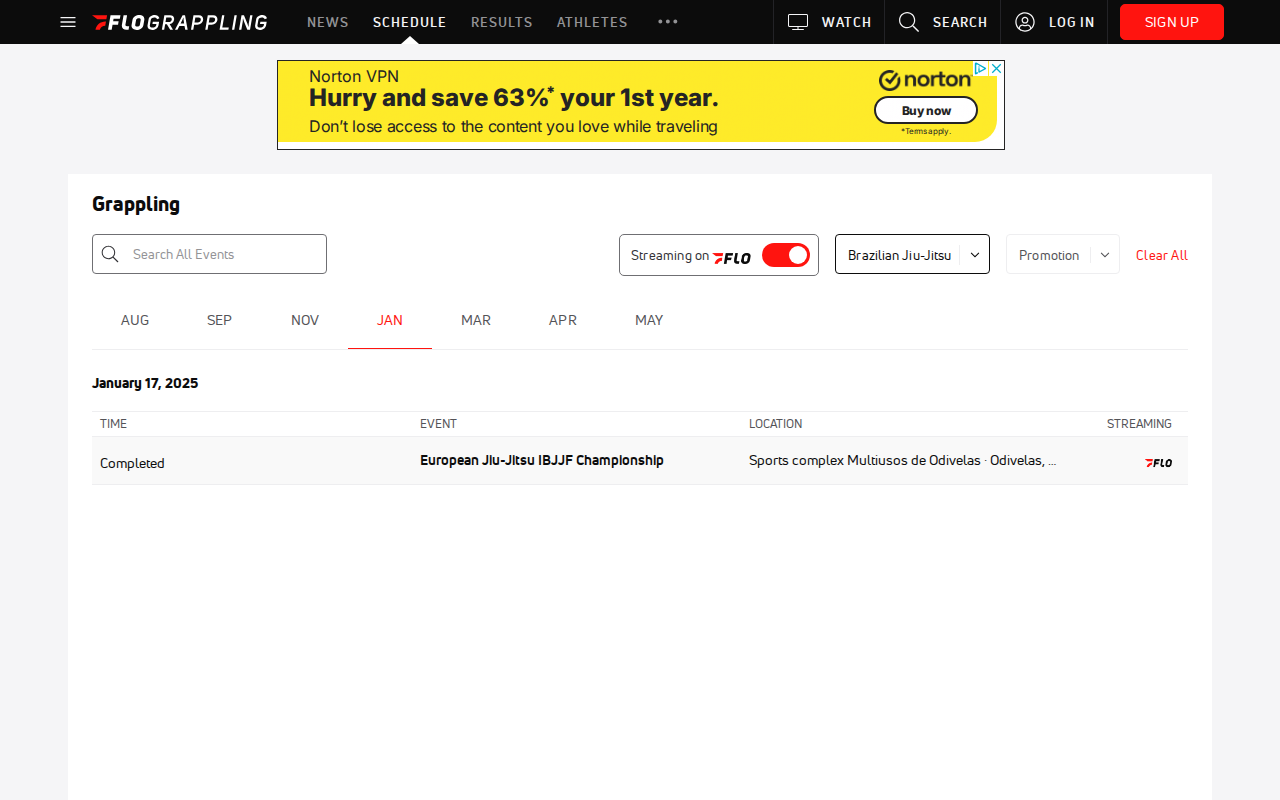 FLOGRAPPLING NEWS SCHEDULE RESULTS ATHLETES ••• WATCH SEARCH LOG IN SIGN UP
Norton VPN
Hurry and save 63%* your 1st year.
Don't lose access to the content you love while traveling
norton
Buy now
*Terms apply.
Grappling
Search All Events
Streaming on FLO
Brazilian Jiu-Jitsu
Promotion
Clear All
AUG SEP NOV JAN MAR APR MAY
January 17, 2025
TIME EVENT LOCATION STREAMING
Completed European Jiu-Jitsu IBJJF Championship Sports complex Multiusos de Odivelas · Odivelas, ... FLO